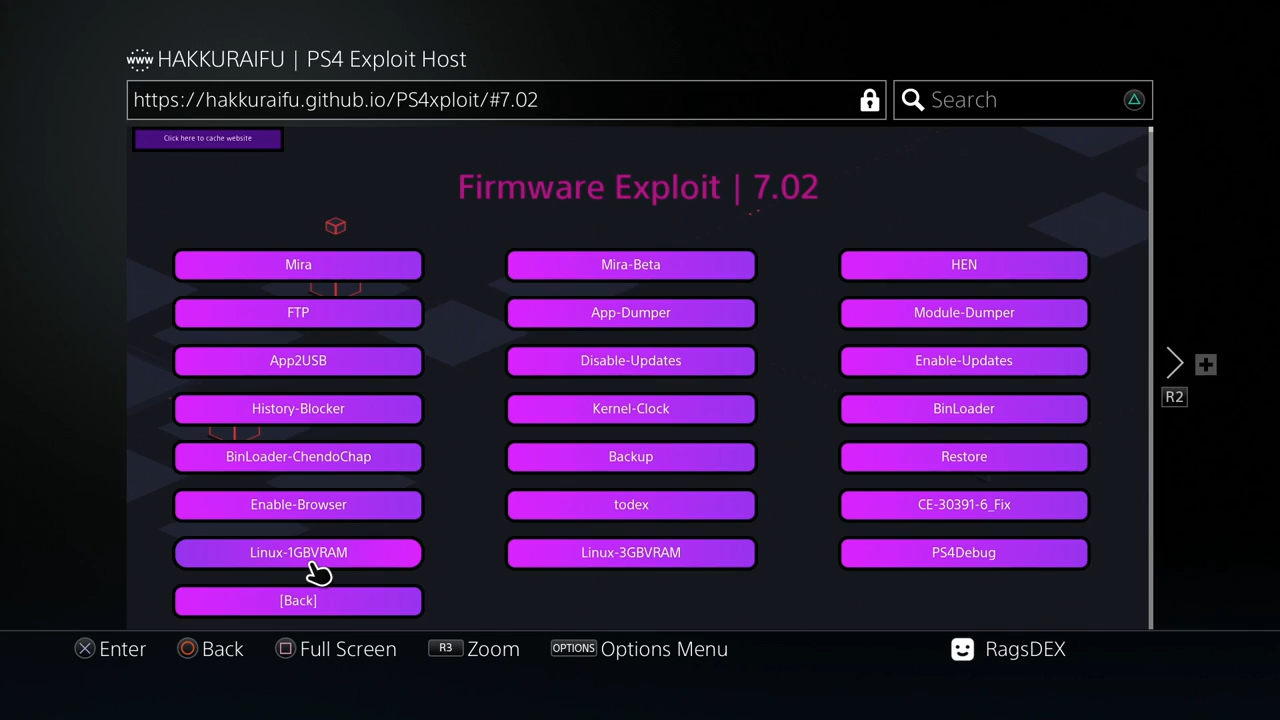 www HAKKURAIFU | PS4 Exploit Host
https://hakkuraifu.github.io/PS4xploit/#7.02
Search
Click here to cache website
Firmware Exploit | 7.02
Mira
Mira-Beta
HEN
FTP
App-Dumper
Module-Dumper
App2USB
Disable-Updates
Enable-Updates
History-Blocker
Kernel-Clock
BinLoader
BinLoader-ChendoChap
Backup
Restore
Enable-Browser
todex
CE-30391-6_Fix
Linux-1GBVRAM
Linux-3GBVRAM
PS4Debug
[Back]
R2
Enter
Back
Full Screen
R3 Zoom
OPTIONS Options Menu
RagsDEX